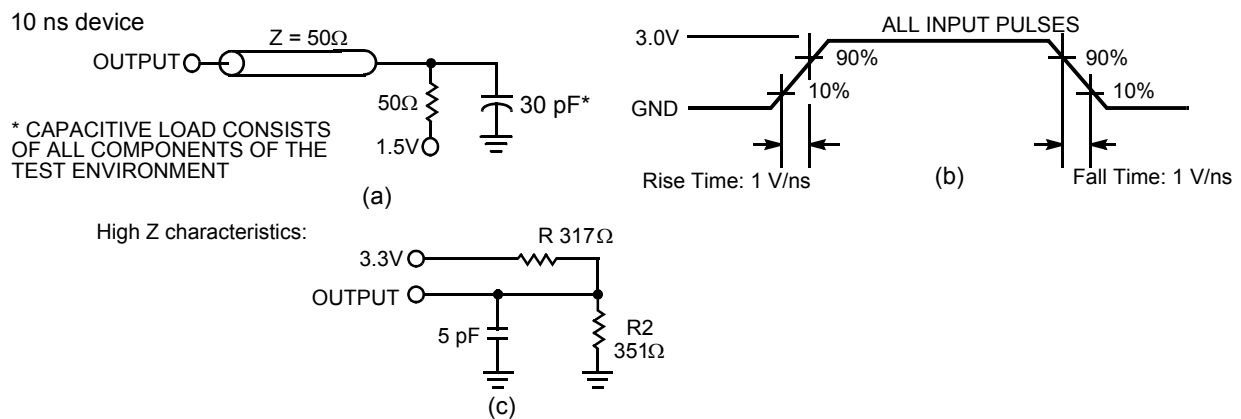 10 ns device
Z = 50Ω
OUTPUT
50Ω
30 pF*
1.5V
* CAPACITIVE LOAD CONSISTS
OF ALL COMPONENTS OF THE
TEST ENVIRONMENT
(a)
ALL INPUT PULSES
3.0V
90%
10%
GND
90%
10%
Rise Time: 1 V/ns
(b)
Fall Time: 1 V/ns
High Z characteristics:
R 317Ω
3.3V
OUTPUT
5 pF
R2
351Ω
(c)